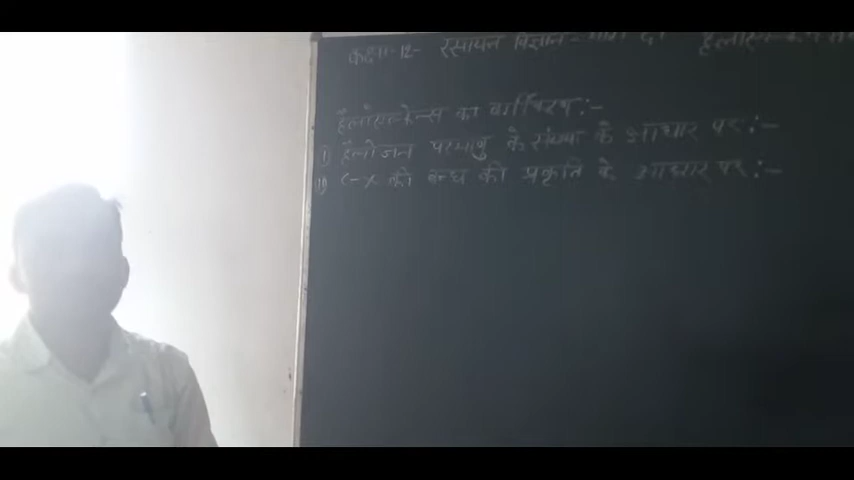 कक्षा-12- रसायन विज्ञान - भाग दो
हैलोएल्केन्स का वर्गीकरण:-
(i) हैलोजन परमाणु के संख्या के आधार पर:-
(ii) C-X की बन्ध की प्रकृति के आधार पर:-